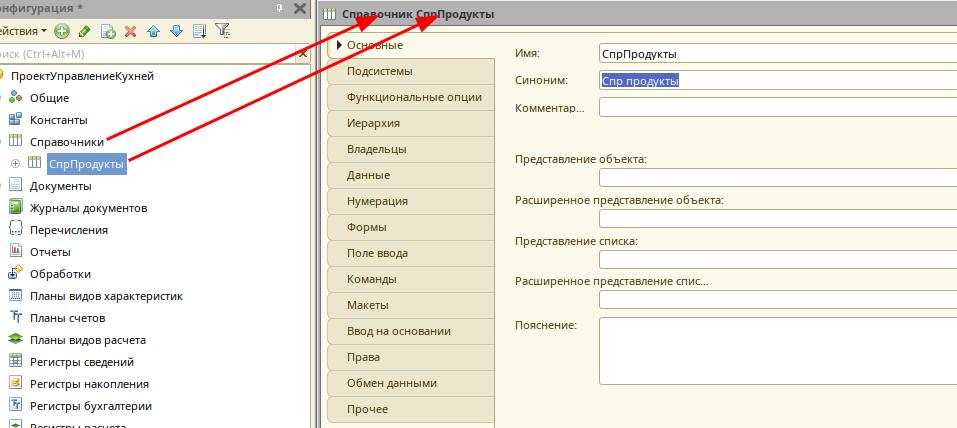 онфигурация *
ействия
риск (Ctrl+Alt+M)
ПроектУправлениеКухней
Общие
Константы
Справочники
СпрПродукты
Документы
Журналы документов
Перечисления
Отчеты
Обработки
Планы видов характеристик
Планы счетов
Планы видов расчета
Регистры сведений
Регистры накопления
Регистры бухгалтерии
Регистры расчета
Справочник СпрПродукты
Основные
Подсистемы
Функциональные опции
Иерархия
Владельцы
Данные
Нумерация
Формы
Поле ввода
Команды
Макеты
Ввод на основании
Права
Обмен данными
Прочее
Имя: СпрПродукты
Синоним: Спр продукты
Комментар...
Представление объекта:
Расширенное представление объекта:
Представление списка:
Расширенное представление спис...
Пояснение: